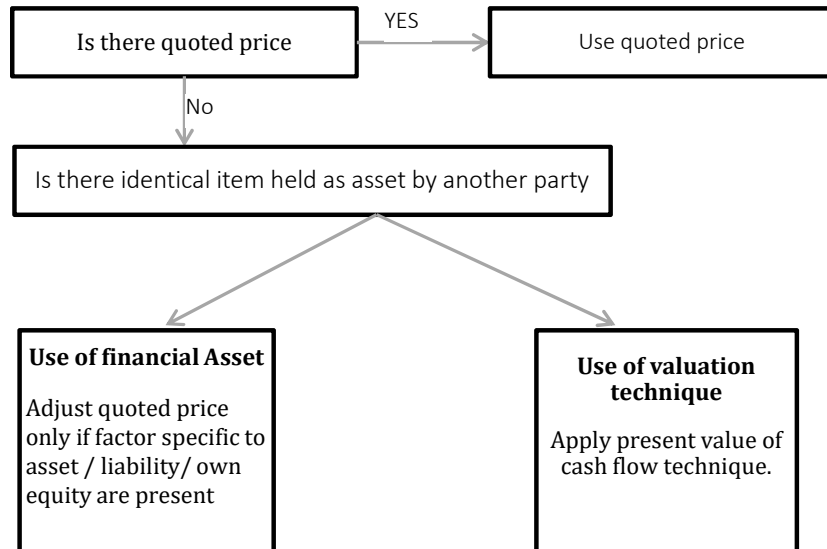 Is there quoted price
YES
Use quoted price
No
Is there identical item held as asset by another party
Use of financial Asset
Adjust quoted price
only if factor specific to
asset / liability/ own
equity are present
Use of valuation
technique
Apply present value of
cash flow technique.